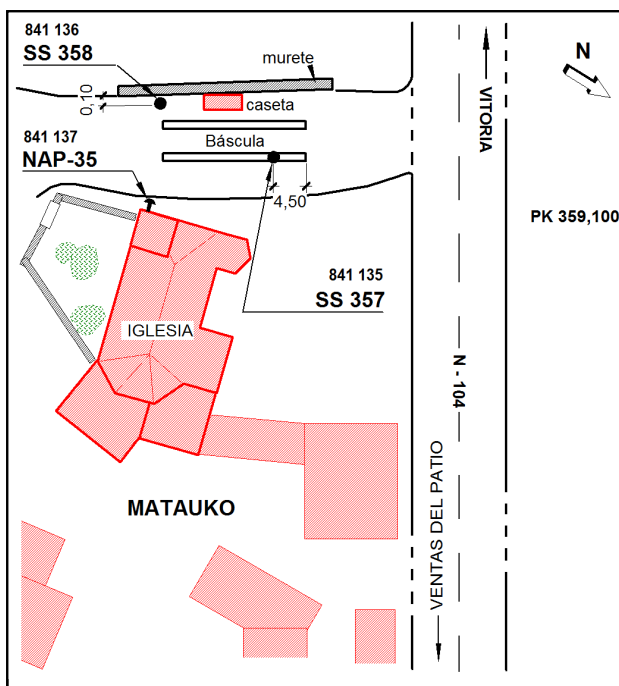 841 136
SS 358
murete
N
0,10
caseta
VITORIA
841 137
NAP-35
Báscula
4,50
PK 359,100
841 135
SS 357
IGLESIA
N - 104
MATAUKO
VENTAS DEL PATIO